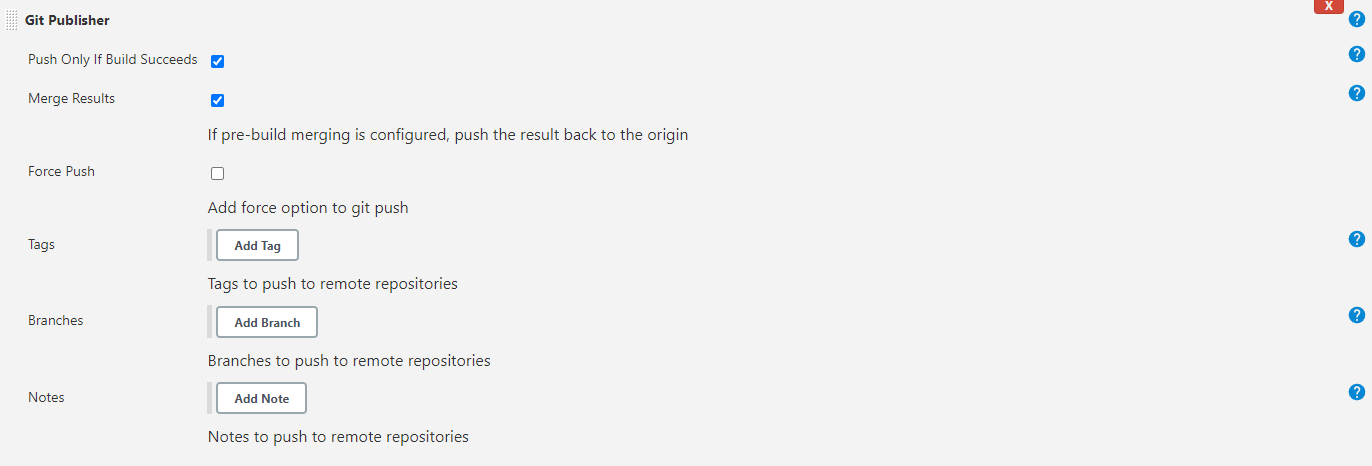 X
Git Publisher
?
Push Only If Build Succeeds
?
Merge Results
?
If pre-build merging is configured, push the result back to the origin
Force Push
Add force option to git push
Tags
Add Tag
?
Tags to push to remote repositories
Branches
Add Branch
?
Branches to push to remote repositories
Notes
Add Note
?
Notes to push to remote repositories